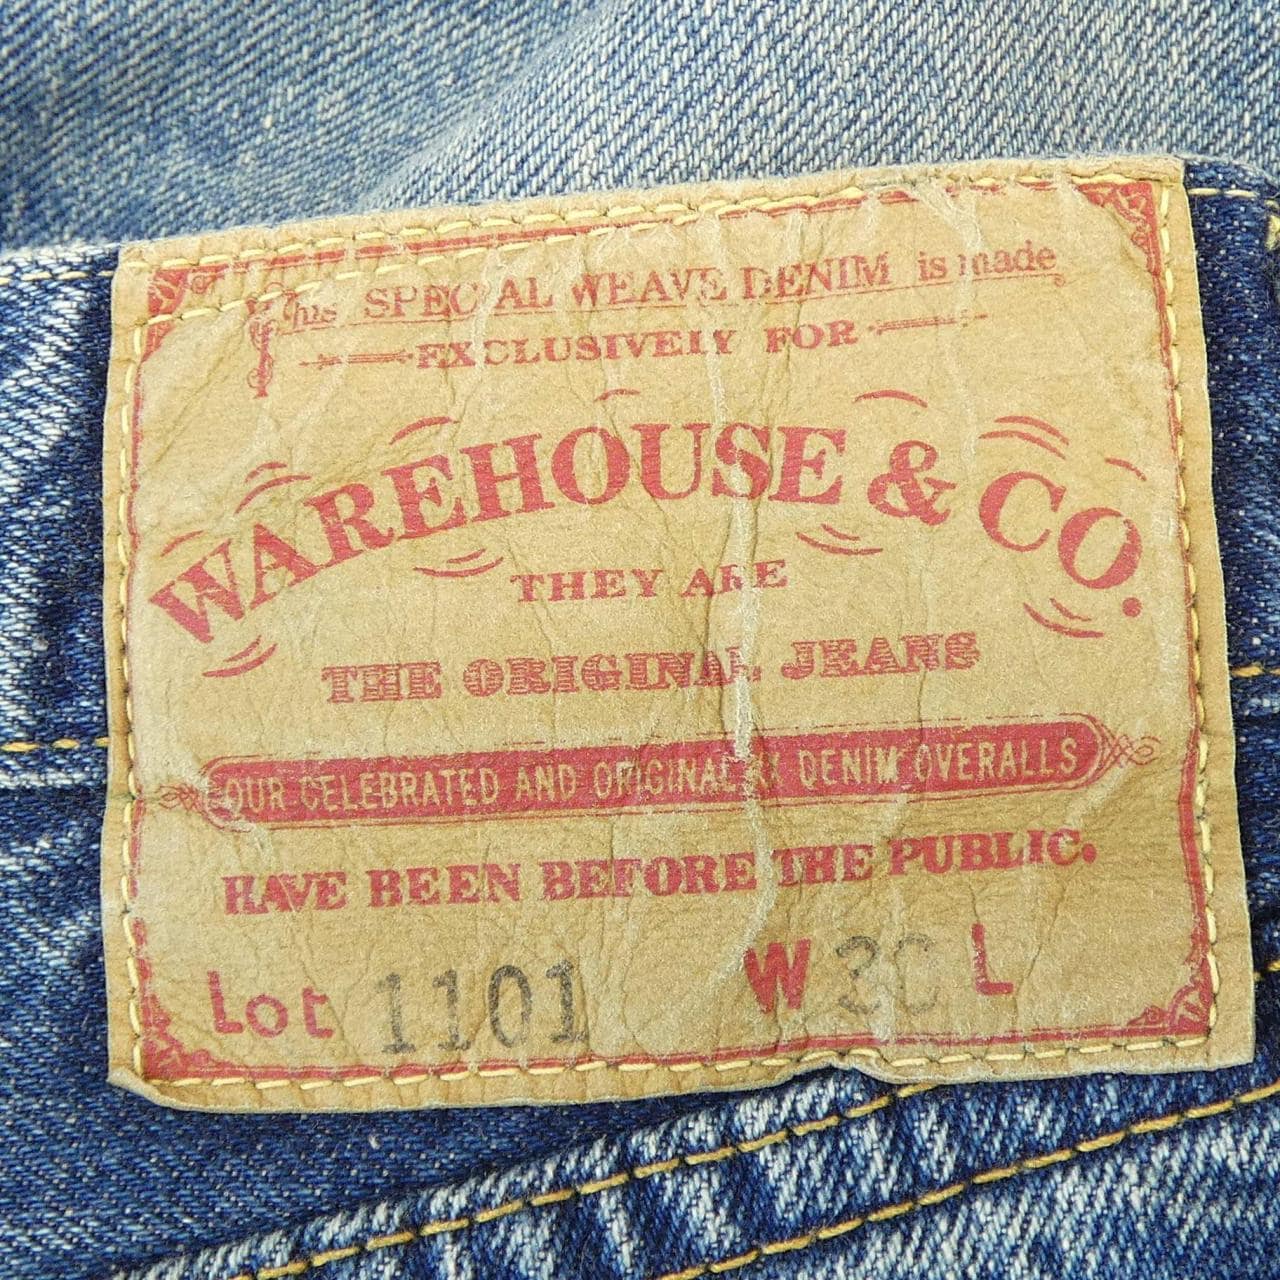 This SPECIAL WEAVE DENIM is made
EXCLUSIVELY FOR
WAREHOUSE & CO.
THEY ARE
THE ORIGINAL JEANS
OUR CELEBRATED AND ORIGINAL DENIM OVERALLS
HAVE BEEN BEFORE THE PUBLIC.
Lot 1101 W 30 L